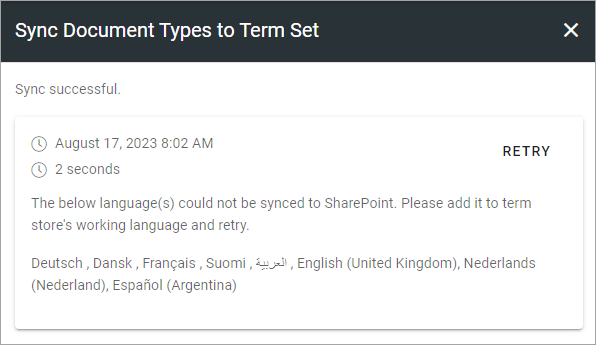 Sync Document Types to Term Set
Sync successful.
August 17, 2023 8:02 AM
RETRY
2 seconds
The below language(s) could not be synced to SharePoint. Please add it to term
store's working language and retry.
Deutsch , Dansk , Français , Suomi , العربية , English (United Kingdom), Nederlands
(Nederland), Español (Argentina)